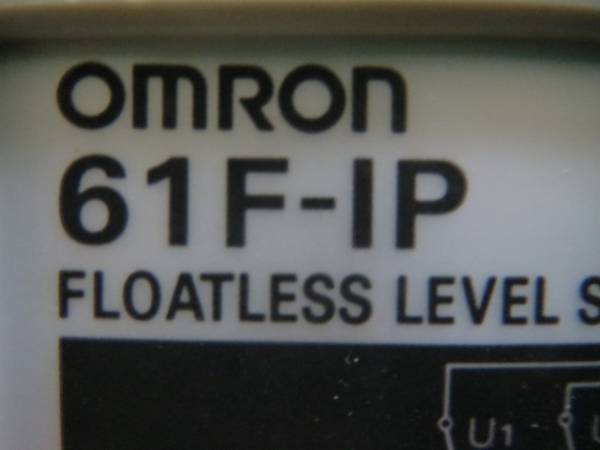 OMRON
61F-IP
FLOATLESS LEVEL S
U1